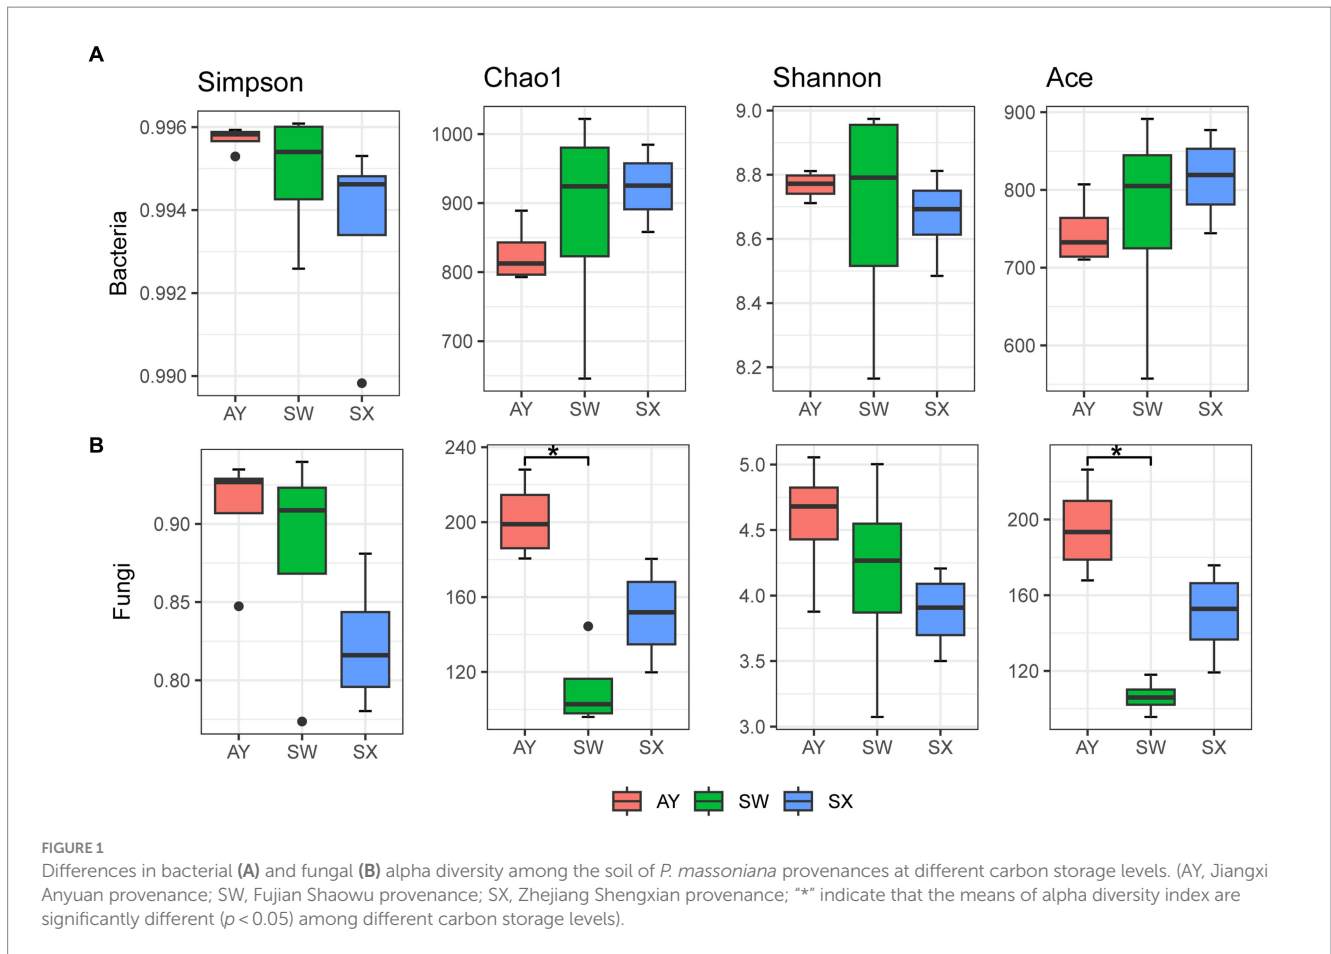 A
Simpson
Chao1
Shannon
Ace
Bacteria
0.996
0.994
0.992
0.990
AY SW SX
1000
900
800
700
AY SW SX
9.0
8.8
8.6
8.4
8.2
AY SW SX
900
800
700
600
AY SW SX
B
Fungi
0.90
0.85
0.80
AY SW SX
240
200
160
120
*
AY SW SX
5.0
4.5
4.0
3.5
3.0
AY SW SX
200
160
120
*
AY SW SX
AY SW SX
FIGURE 1
Differences in bacterial (A) and fungal (B) alpha diversity among the soil of P. massoniana provenances at different carbon storage levels. (AY, Jiangxi
Anyuan provenance; SW, Fujian Shaowu provenance; SX, Zhejiang Shengxian provenance; “*” indicate that the means of alpha diversity index are
significantly different (p < 0.05) among different carbon storage levels).